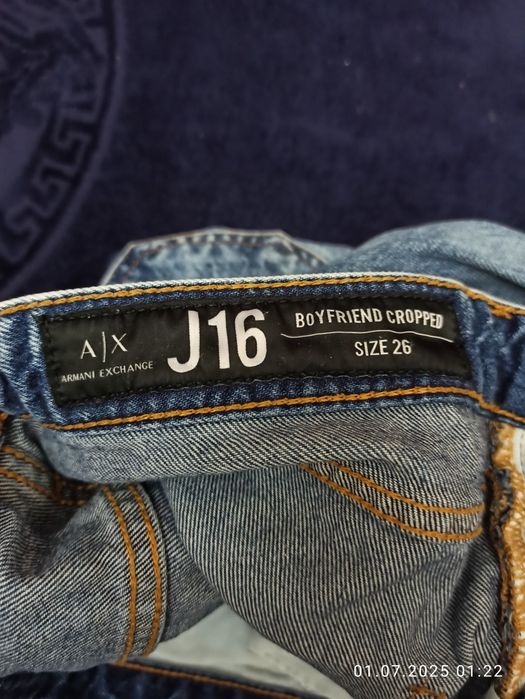 A|X
ARMANI EXCHANGE
J16
BOYFRIEND CROPPED
SIZE 26
01.07.2025 01:22